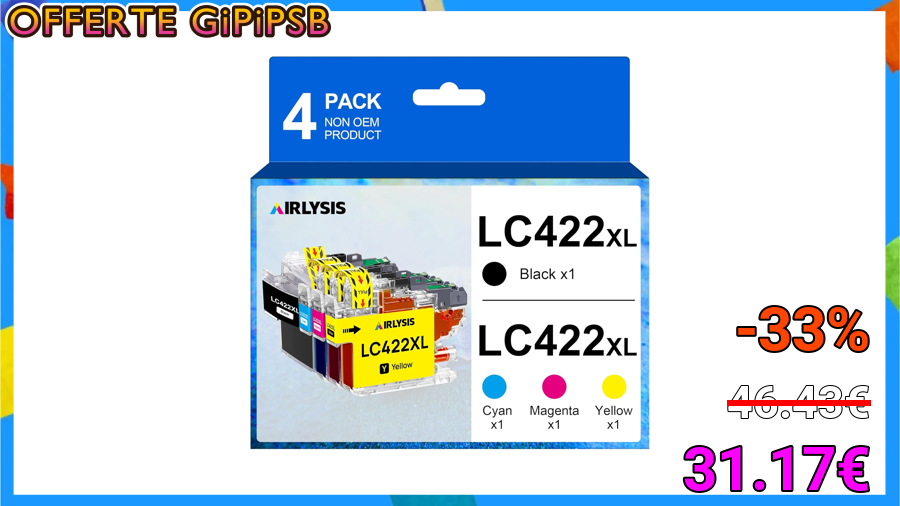 OFFERTE GiPiPSB
4 PACK
NON OEM
PRODUCT
AIRLYSIS
LC422XL
Black x1
LC422XL
AIRLYSIS
LC422XL
Y Yellow
LC422XL
Cyan
x1
Magenta
x1
Yellow
x1
-33%
46.43€
31.17€